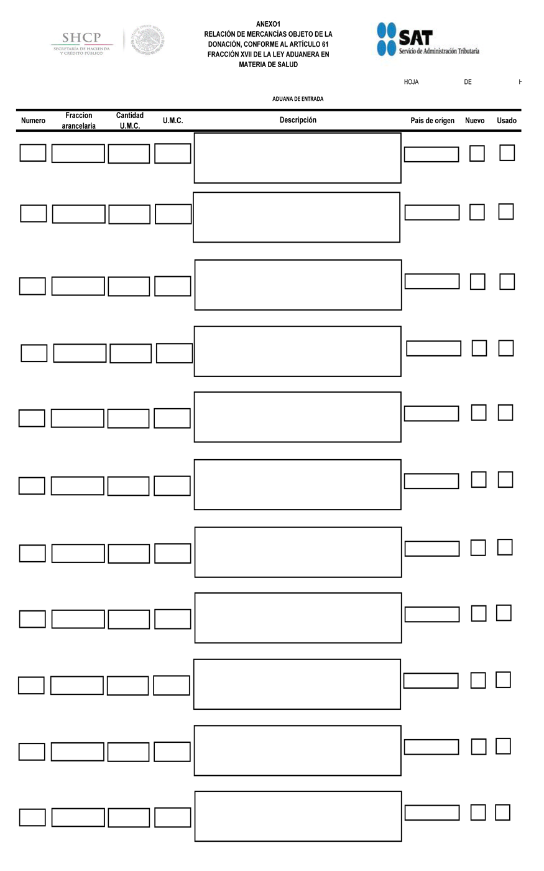 ANEXO1
RELACIÓN DE MERCANCÍAS OBJETO DE LA
DONACIÓN, CONFORME AL ARTÍCULO 61
FRACCIÓN XVII DE LA LEY ADUANERA EN
MATERIA DE SALUD
SHCP
SECRETARÍA DE HACIENDA
Y CRÉDITO PÚBLICO
SAT
Servicio de Administración Tributaria
HOJA DE H
ADUANA DE ENTRADA
Numero Fraccion arancelaria Cantidad U.M.C. U.M.C. Descripción Pais de origen Nuevo Usado